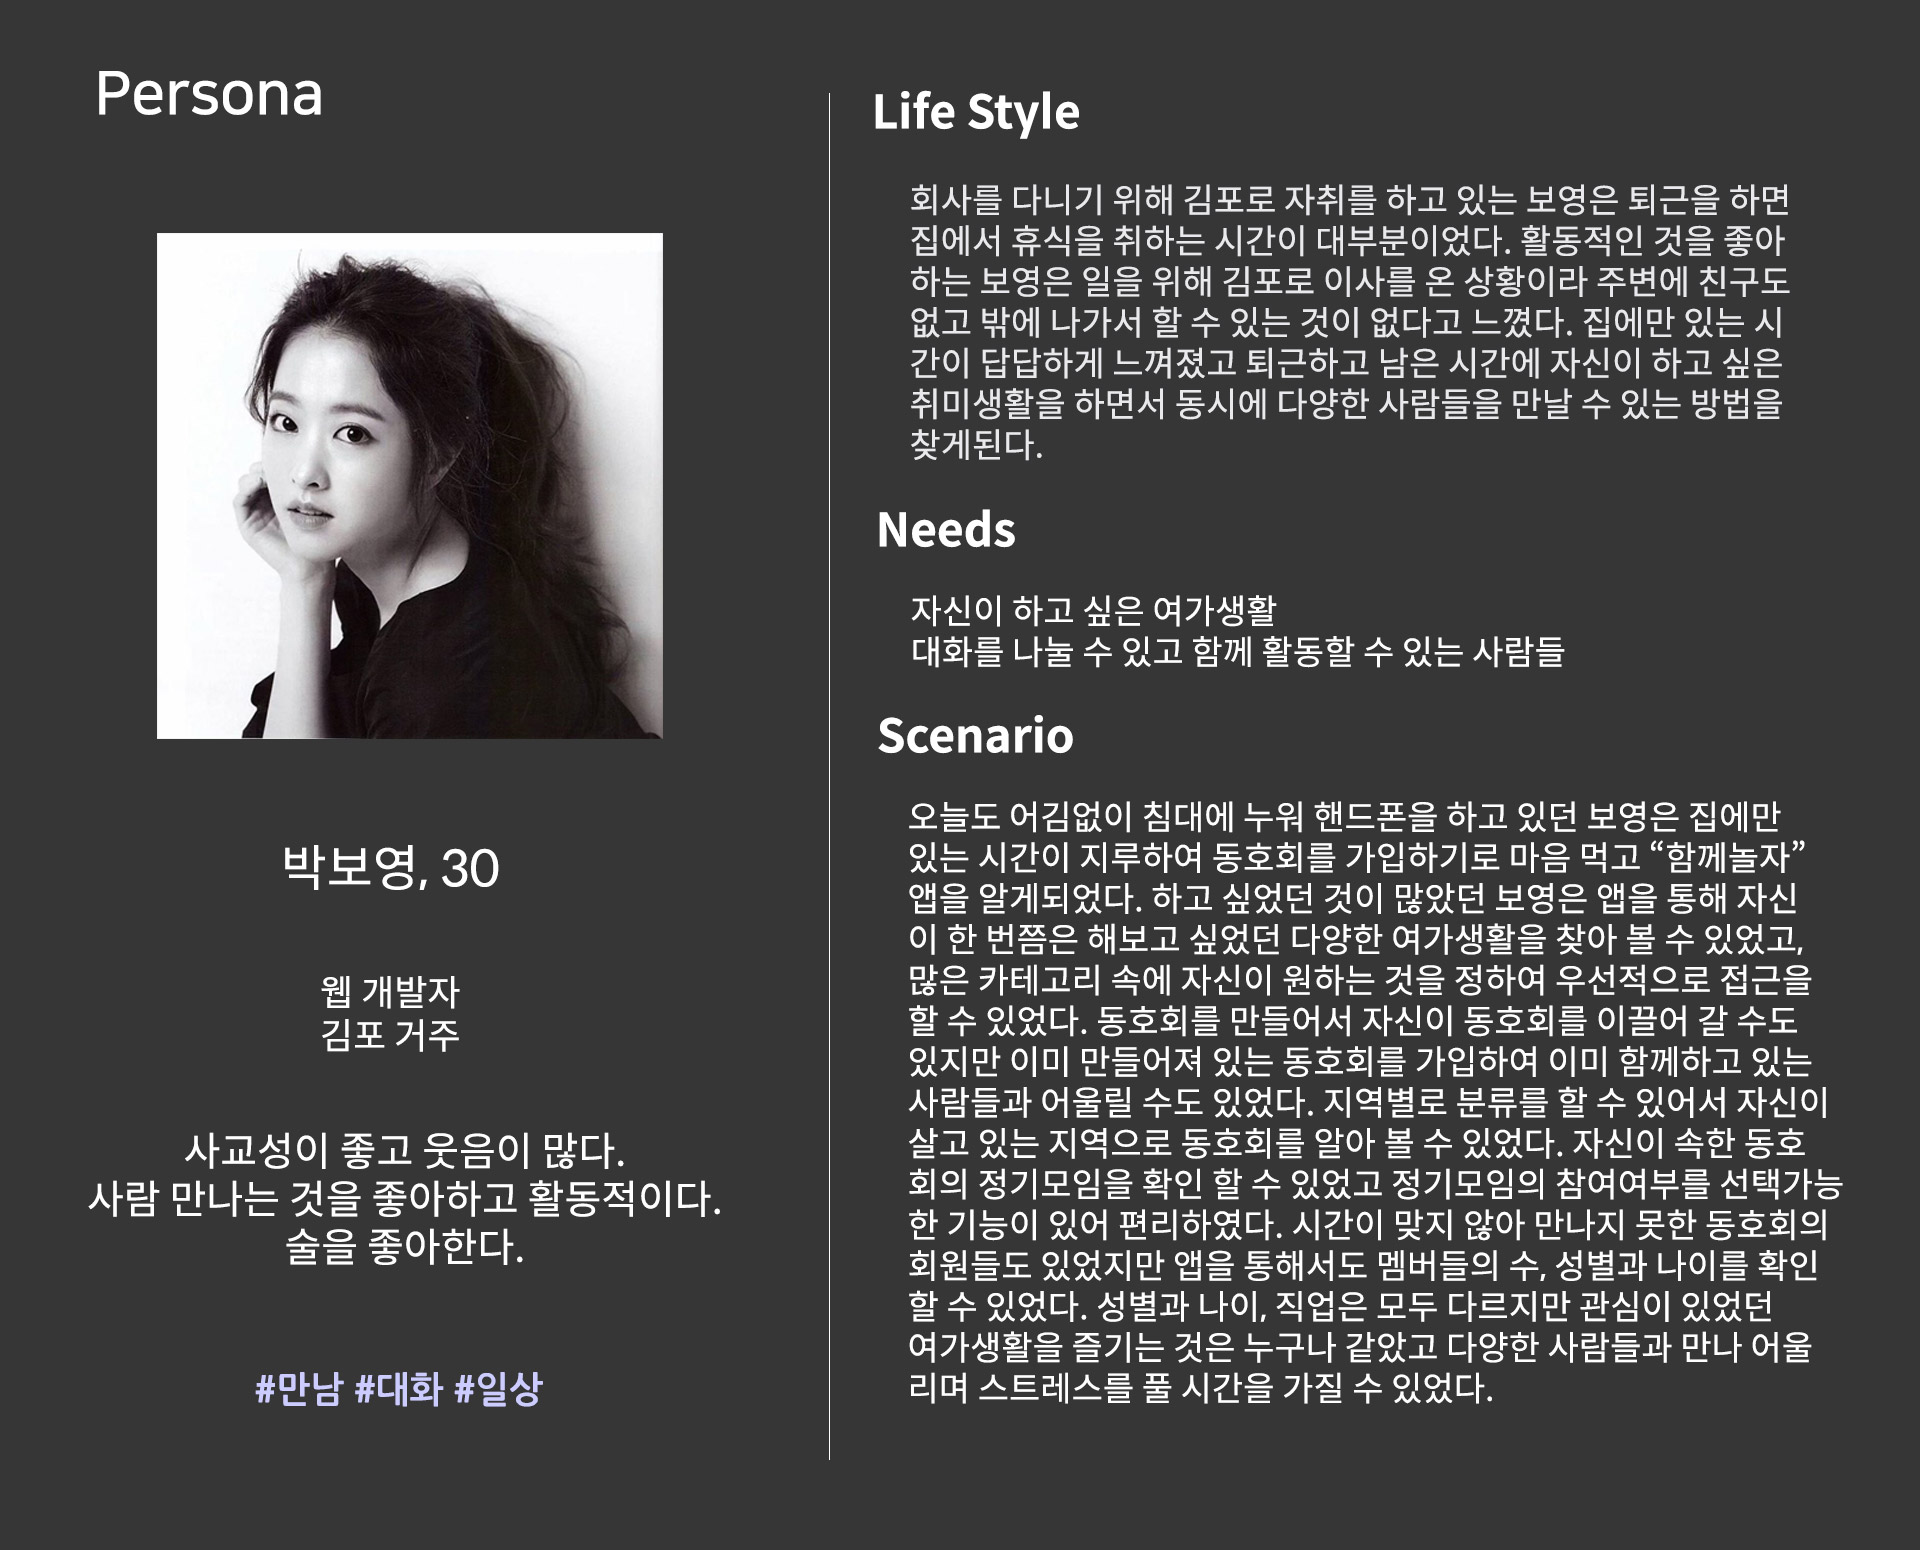 Persona
박보영, 30
웹 개발자
김포 거주
사교성이 좋고 웃음이 많다.
사람 만나는 것을 좋아하고 활동적이다.
술을 좋아한다.
#만남 #대화 #일상
Life Style
회사를 다니기 위해 김포로 자취를 하고 있는 보영은 퇴근을 하면
집에서 휴식을 취하는 시간이 대부분이었다. 활동적인 것을 좋아
하는 보영은 일을 위해 김포로 이사를 온 상황이라 주변에 친구도
없고 밖에 나가서 할 수 있는 것이 없다고 느꼈다. 집에만 있는 시
간이 답답하게 느껴졌고 퇴근하고 남은 시간에 자신이 하고 싶은
취미생활을 하면서 동시에 다양한 사람들을 만날 수 있는 방법을
찾게된다.
Needs
자신이 하고 싶은 여가생활
대화를 나눌 수 있고 함께 활동할 수 있는 사람들
Scenario
오늘도 어김없이 침대에 누워 핸드폰을 하고 있던 보영은 집에만
있는 시간이 지루하여 동호회를 가입하기로 마음 먹고 “함께놀자”
앱을 알게되었다. 하고 싶었던 것이 많았던 보영은 앱을 통해 자신
이 한 번쯤은 해보고 싶었던 다양한 여가생활을 찾아 볼 수 있었고,
많은 카테고리 속에 자신이 원하는 것을 정하여 우선적으로 접근을
할 수 있었다. 동호회를 만들어서 자신이 동호회를 이끌어 갈 수도
있지만 이미 만들어져 있는 동호회를 가입하여 이미 함께하고 있는
사람들과 어울릴 수도 있었다. 지역별로 분류를 할 수 있어서 자신이
살고 있는 지역으로 동호회를 알아 볼 수 있었다. 자신이 속한 동호
회의 정기모임을 확인 할 수 있었고 정기모임의 참여여부를 선택가능
한 기능이 있어 편리하였다. 시간이 맞지 않아 만나지 못한 동호회의
회원들도 있었지만 앱을 통해서도 멤버들의 수, 성별과 나이를 확인
할 수 있었다. 성별과 나이, 직업은 모두 다르지만 관심이 있었던
여가생활을 즐기는 것은 누구나 같았고 다양한 사람들과 만나 어울
리며 스트레스를 풀 시간을 가질 수 있었다.